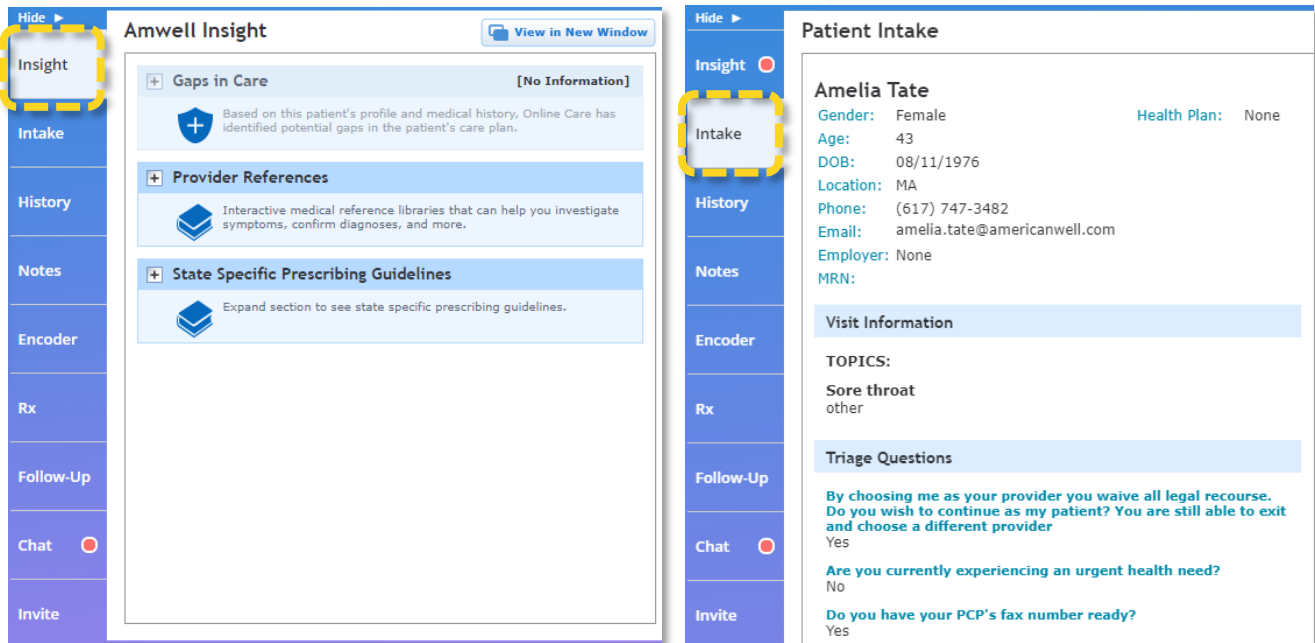 Hide ▶
Insight
Intake
History
Notes
Encoder
Rx
Follow-Up
Chat
Invite
Amwell Insight
View in New Window
Gaps in Care
[No Information]
Based on this patient's profile and medical history, Online Care has
identified potential gaps in the patient's care plan.
Provider References
Interactive medical reference libraries that can help you investigate
symptoms, confirm diagnoses, and more.
State Specific Prescribing Guidelines
Expand section to see state specific prescribing guidelines.
Hide ▶
Insight
Intake
History
Notes
Encoder
Rx
Follow-Up
Chat
Invite
Patient Intake
Amelia Tate
Gender: Female
Health Plan: None
Age: 43
DOB: 08/11/1976
Location: MA
Phone: (617) 747-3482
Email: amelia.tate@americanwell.com
Employer: None
MRN:
Visit Information
TOPICS:
Sore throat
other
Triage Questions
By choosing me as your provider you waive all legal recourse.
Do you wish to continue as my patient? You are still able to exit
and choose a different provider
Yes
Are you currently experiencing an urgent health need?
No
Do you have your PCP's fax number ready?
Yes